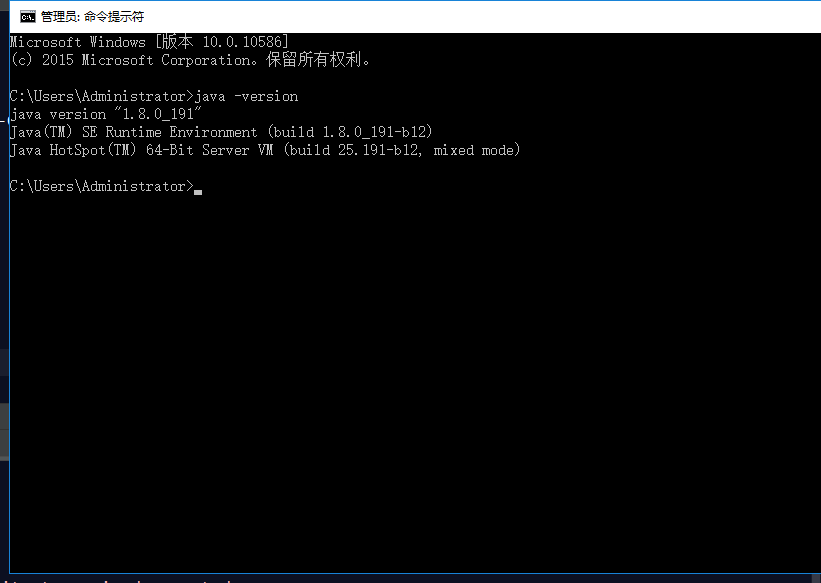 管理员: 命令提示符
Microsoft Windows [版本 10.0.10586]
(c) 2015 Microsoft Corporation。保留所有权利。
C:\Users\Administrator>java -version
java version "1.8.0_191"
Java(TM) SE Runtime Environment (build 1.8.0_191-b12)
Java HotSpot(TM) 64-Bit Server VM (build 25.191-b12, mixed mode)
C:\Users\Administrator>